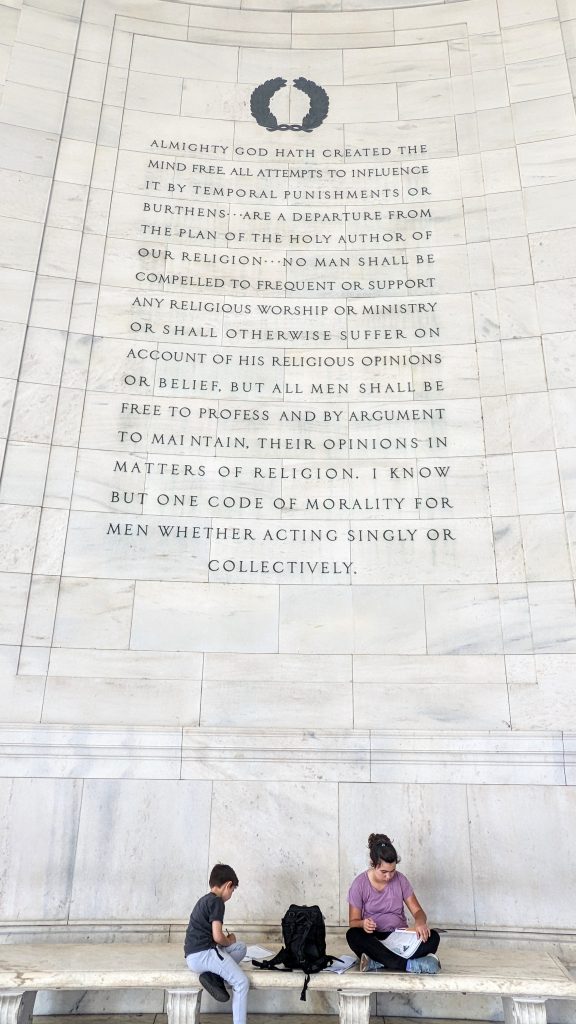 ALMIGHTY GOD HATH CREATED THE
MIND FREE. ALL ATTEMPTS TO INFLUENCE
IT BY TEMPORAL PUNISHMENTS OR
BURTHENS···ARE A DEPARTURE FROM
THE PLAN OF THE HOLY AUTHOR OF
OUR RELIGION···NO MAN SHALL BE
COMPELLED TO FREQUENT OR SUPPORT
ANY RELIGIOUS WORSHIP OR MINISTRY
OR SHALL OTHERWISE SUFFER ON
ACCOUNT OF HIS RELIGIOUS OPINIONS
OR BELIEF, BUT ALL MEN SHALL BE
FREE TO PROFESS AND BY ARGUMENT
TO MAINTAIN, THEIR OPINIONS IN
MATTERS OF RELIGION. I KNOW
BUT ONE CODE OF MORALITY FOR
MEN WHETHER ACTING SINGLY OR
COLLECTIVELY.